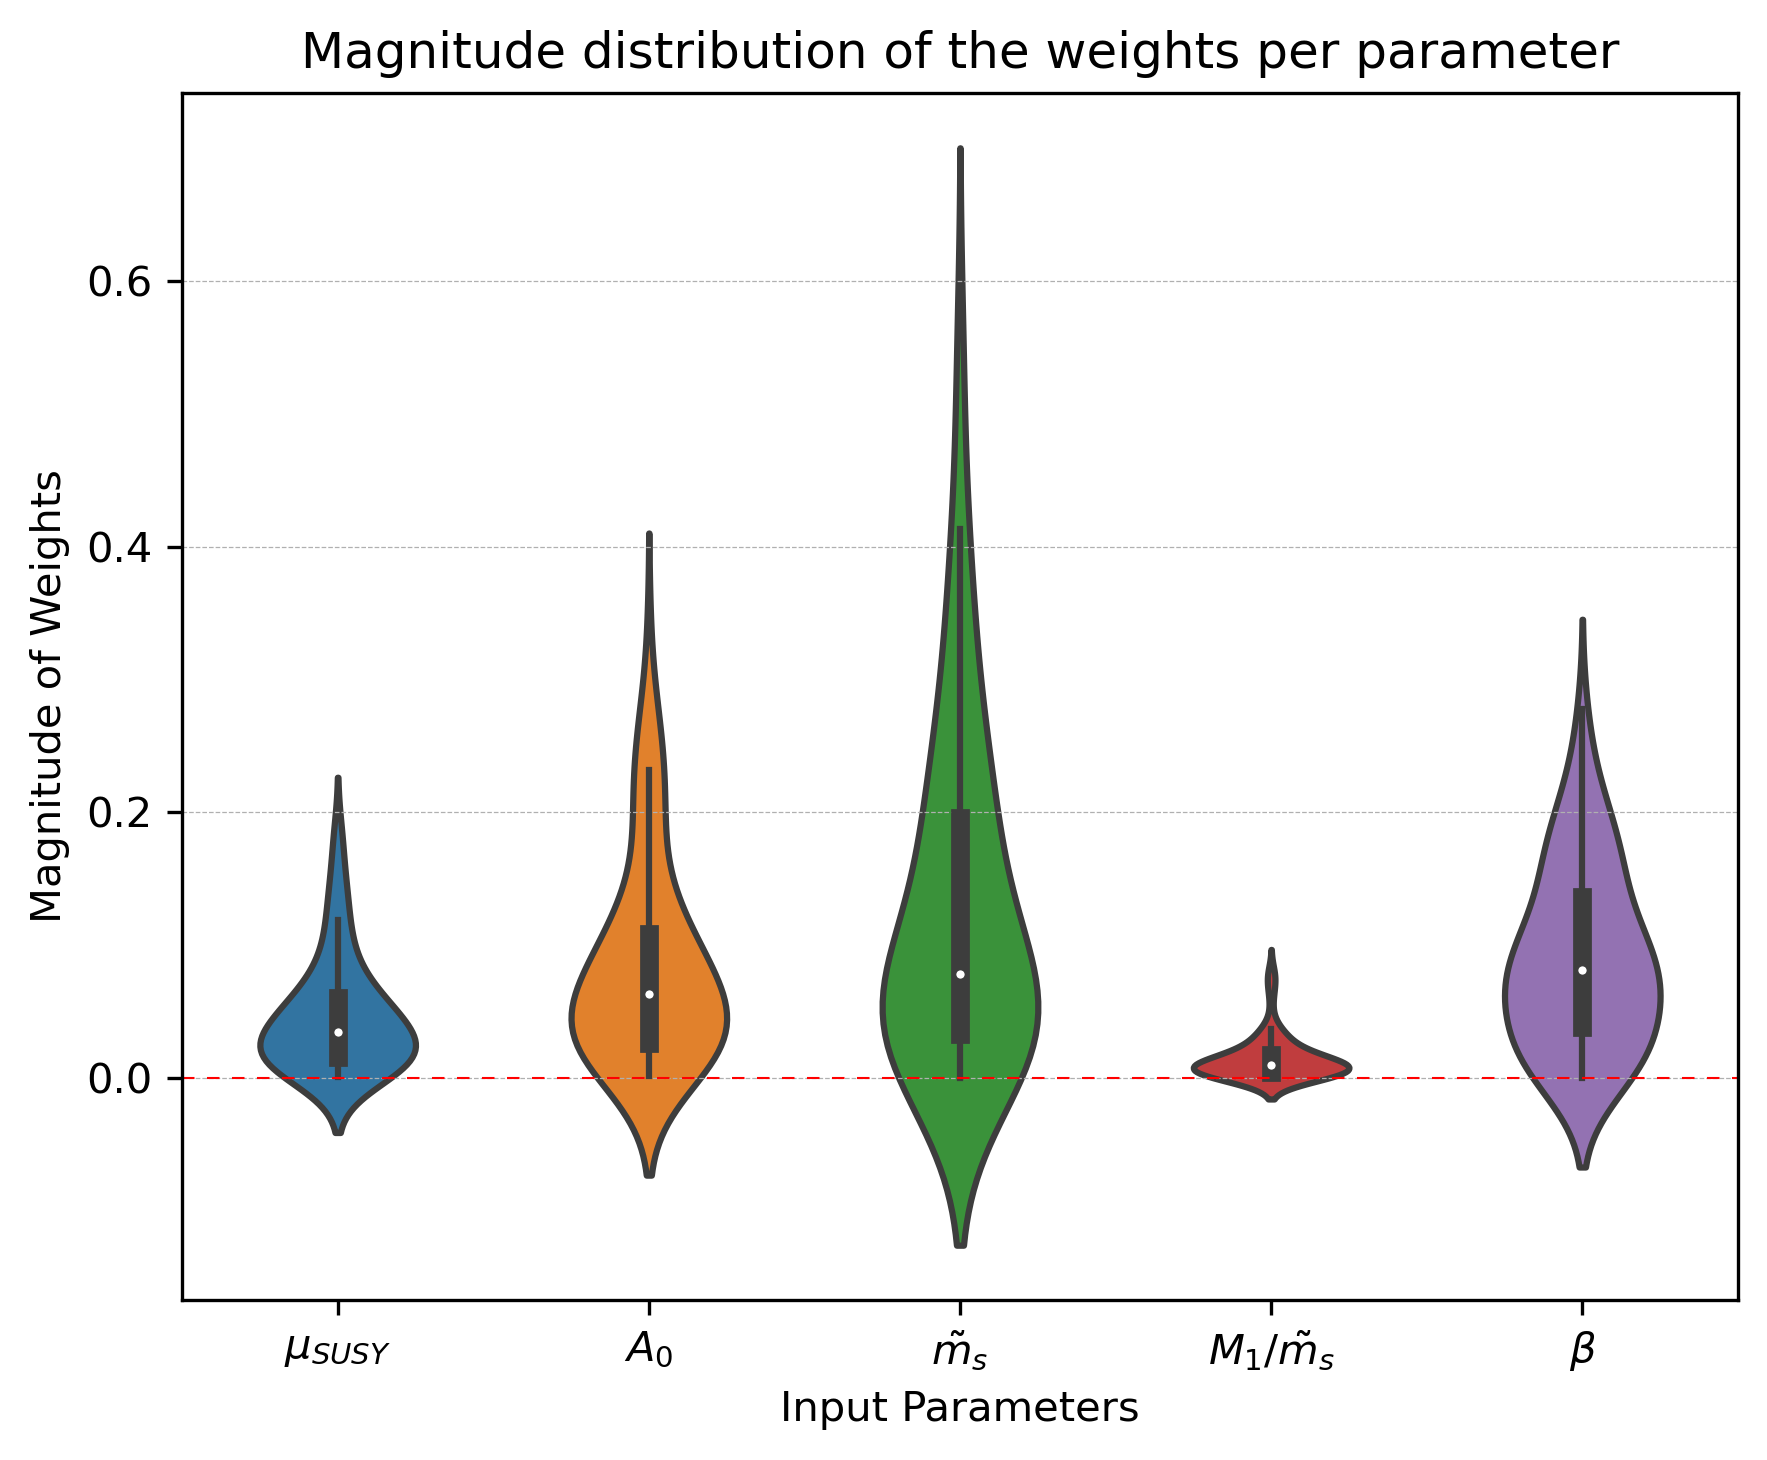 Magnitude distribution of the weights per parameter
Magnitude of Weights
0.6
0.4
0.2
0.0
μ_SUSY A₀ m̃ₛ M₁/m̃ₛ β
Input Parameters